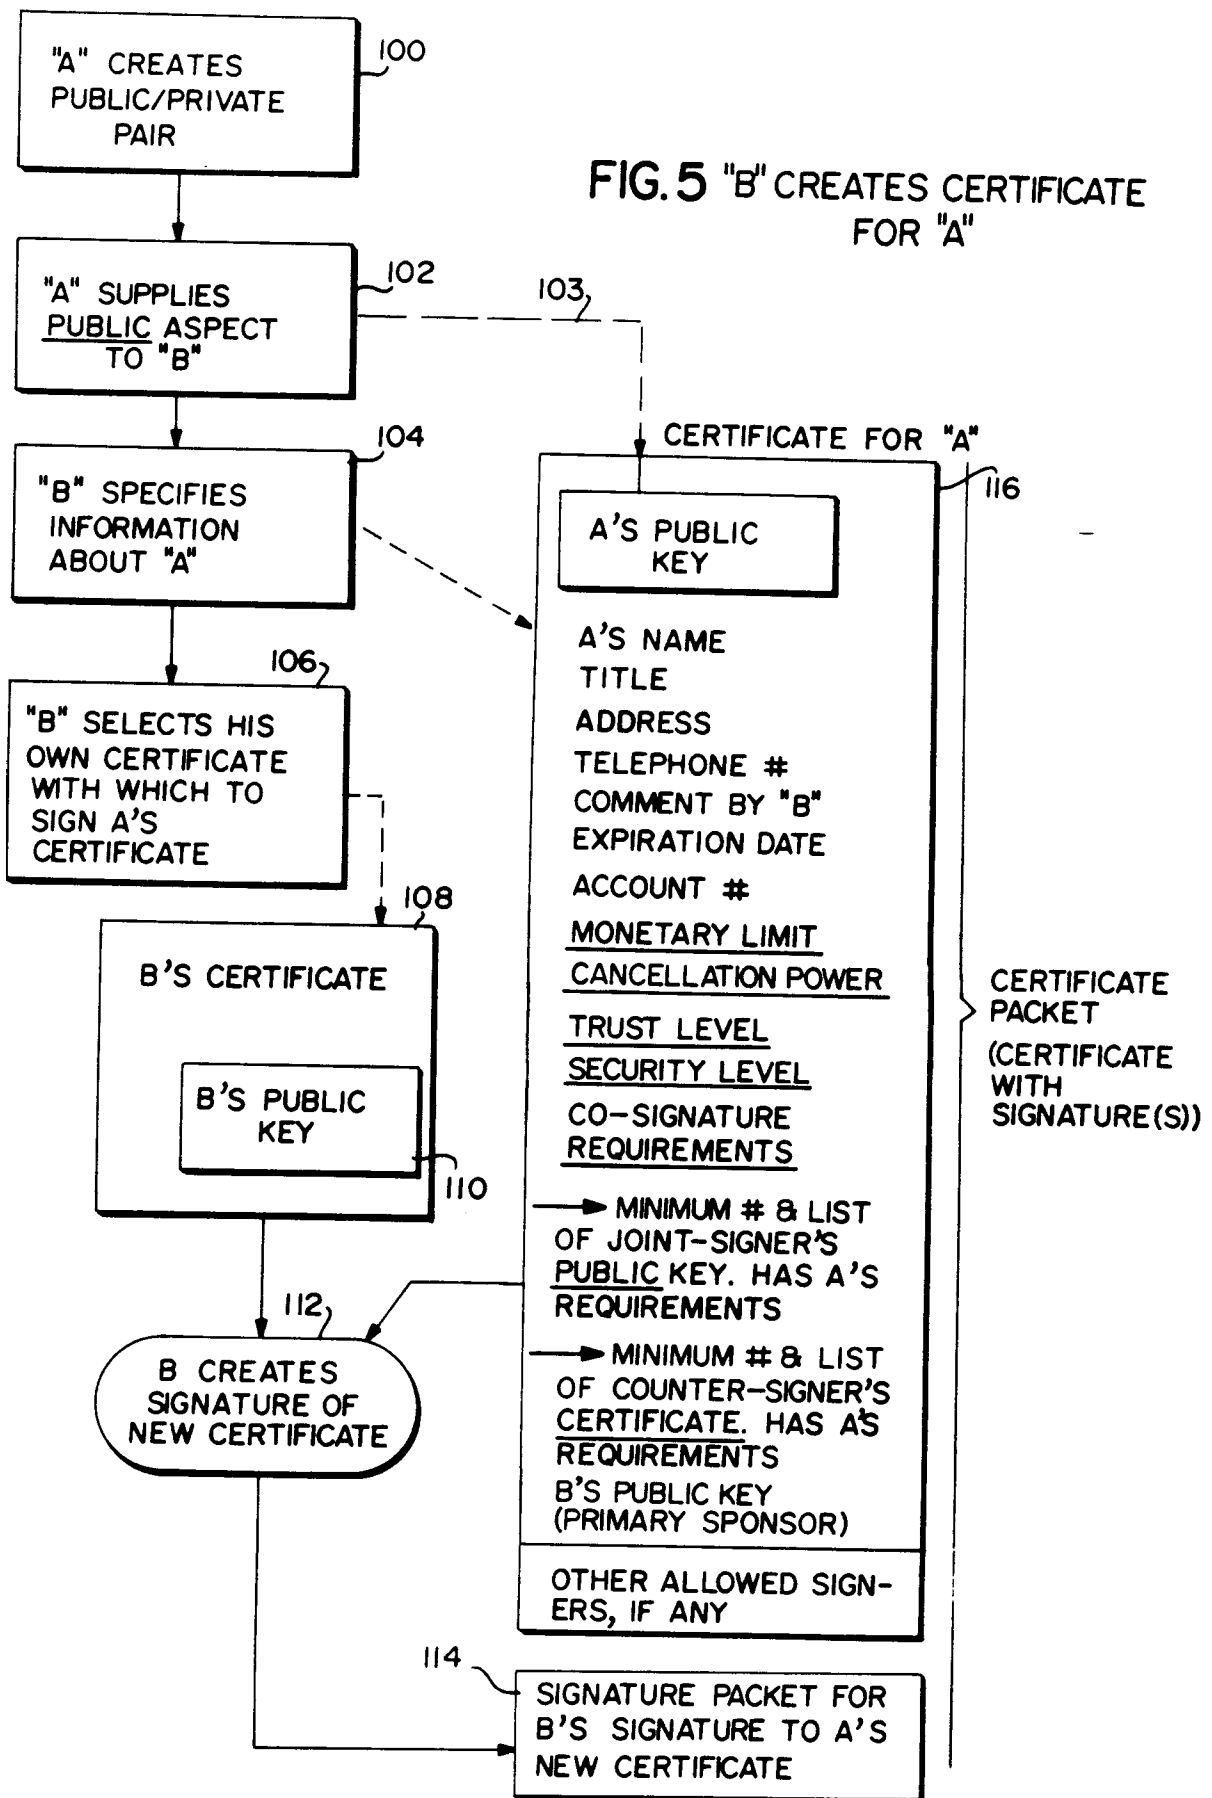 "A" CREATES
PUBLIC/PRIVATE
PAIR
100
FIG. 5 "B" CREATES CERTIFICATE
FOR "A"
"A" SUPPLIES
PUBLIC ASPECT
TO "B"
102
103
"B" SPECIFIES
INFORMATION
ABOUT "A"
104
"B" SELECTS HIS
OWN CERTIFICATE
WITH WHICH TO
SIGN A'S
CERTIFICATE
106
B'S CERTIFICATE
108
B'S PUBLIC
KEY
110
B CREATES
SIGNATURE OF
NEW CERTIFICATE
112
CERTIFICATE FOR "A"
116
A'S PUBLIC
KEY
A'S NAME
TITLE
ADDRESS
TELEPHONE #
COMMENT BY "B"
EXPIRATION DATE
ACCOUNT #
MONETARY LIMIT
CANCELLATION POWER
TRUST LEVEL
SECURITY LEVEL
CO-SIGNATURE
REQUIREMENTS
MINIMUM # & LIST
OF JOINT-SIGNER'S
PUBLIC KEY. HAS A'S
REQUIREMENTS
MINIMUM # & LIST
OF COUNTER-SIGNER'S
CERTIFICATE. HAS A'S
REQUIREMENTS
B'S PUBLIC KEY
(PRIMARY SPONSOR)
OTHER ALLOWED SIGN-
ERS, IF ANY
114
SIGNATURE PACKET FOR
B'S SIGNATURE TO A'S
NEW CERTIFICATE
CERTIFICATE
PACKET
(CERTIFICATE
WITH
SIGNATURE(S))